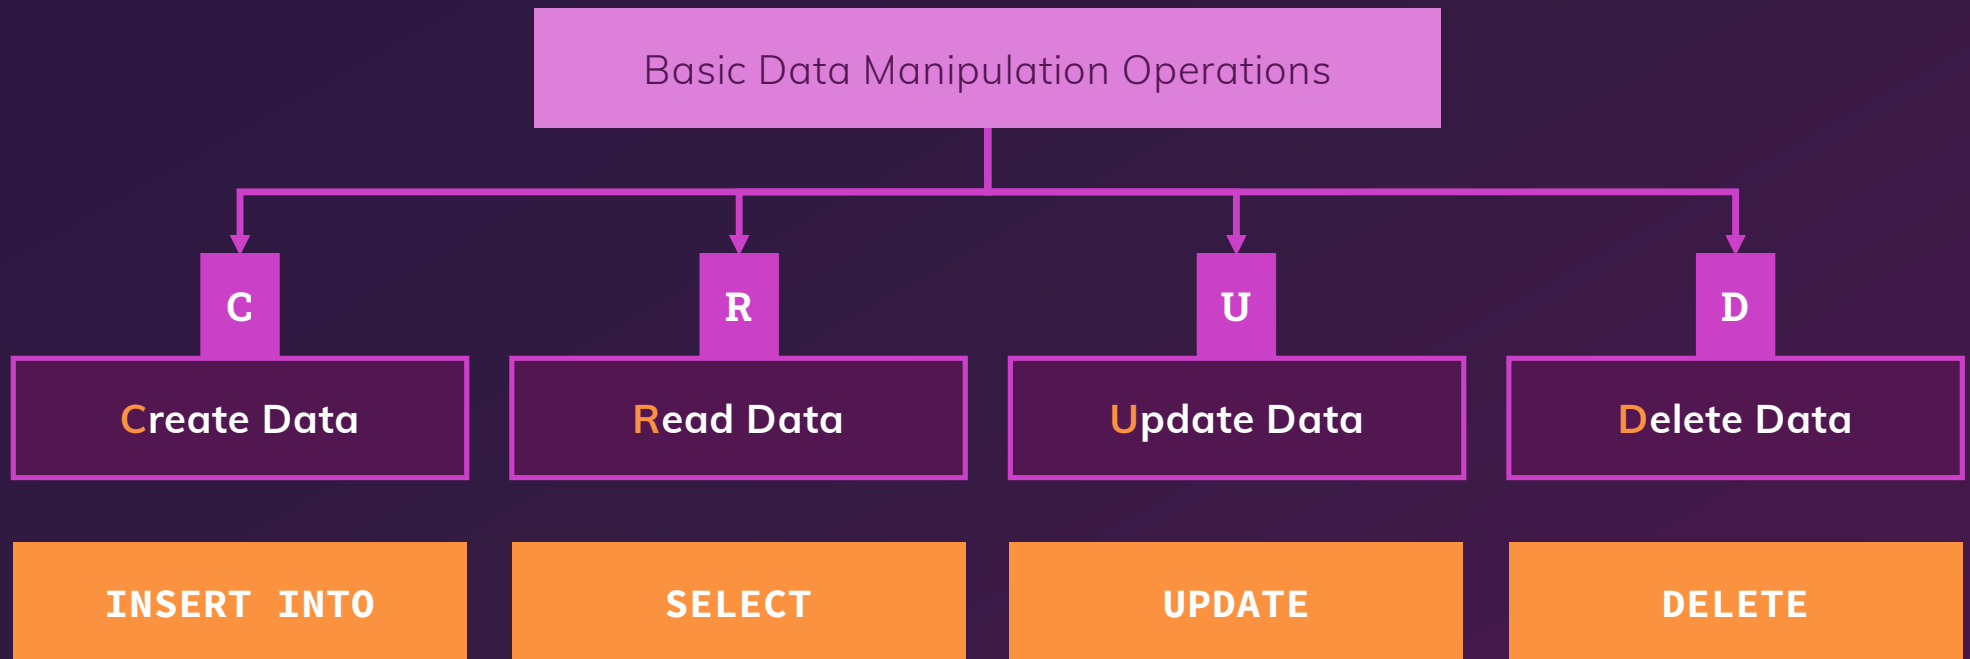 Basic Data Manipulation Operations
C
R
U
D
Create Data
Read Data
Update Data
Delete Data
INSERT INTO
SELECT
UPDATE
DELETE